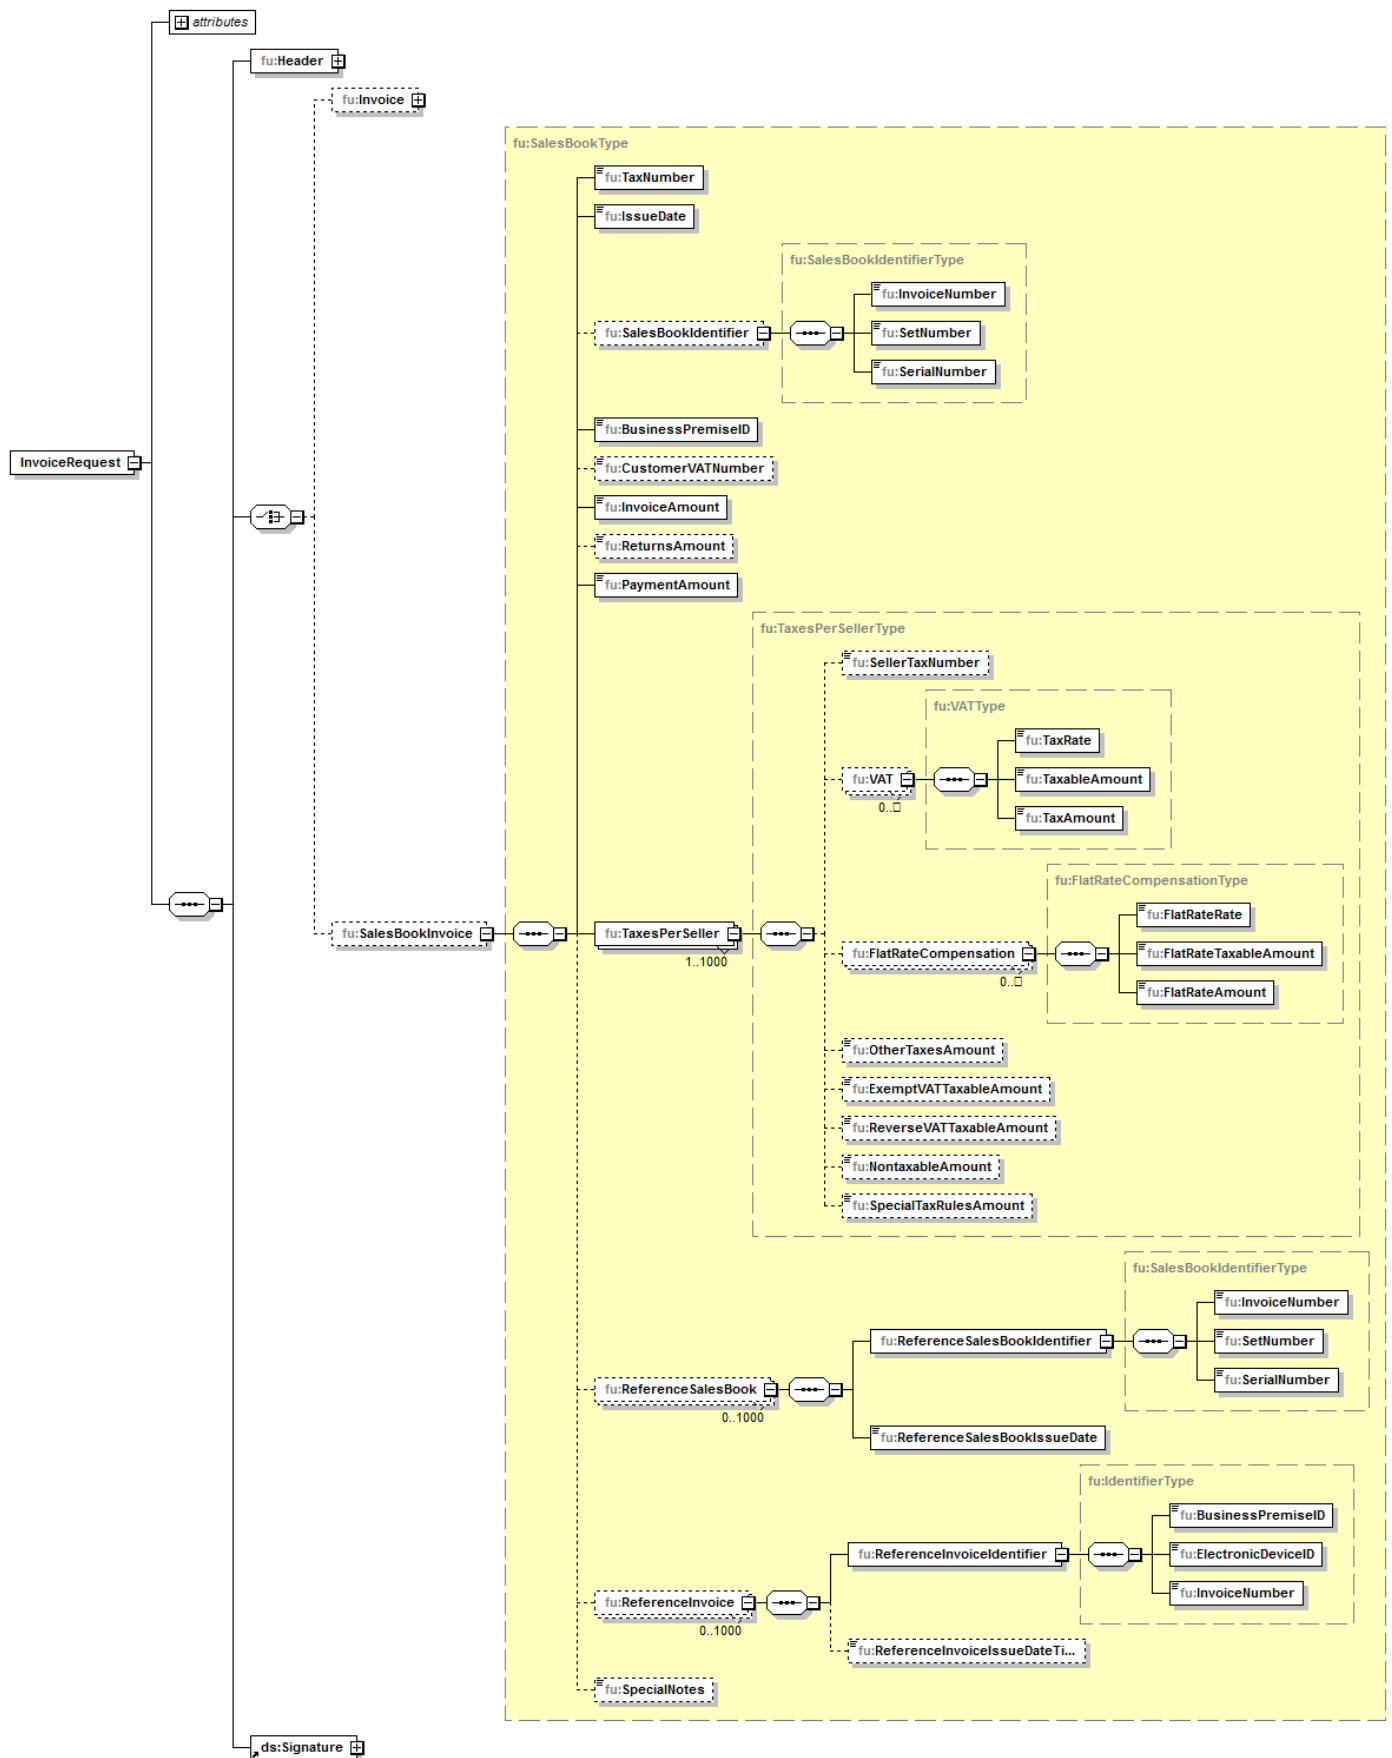 attributes
fu:Header
fu:Invoice
fu:SalesBookType
fu:TaxNumber
fu:IssueDate
fu:SalesBookIdentifierType
fu:InvoiceNumber
fu:SalesBookIdentifier
fu:SetNumber
fu:SerialNumber
fu:BusinessPremiseID
InvoiceRequest
fu:CustomerVATNumber
fu:InvoiceAmount
fu:ReturnsAmount
fu:PaymentAmount
fu:TaxesPerSellerType
fu:SellerTaxNumber
fu:VATType
fu:TaxRate
fu:VAT
fu:TaxableAmount
0..□
fu:TaxAmount
fu:FlatRateCompensationType
fu:FlatRateRate
fu:SalesBookInvoice
fu:TaxesPerSeller
1..1000
fu:FlatRateCompensation
fu:FlatRateTaxableAmount
0..□
fu:FlatRateAmount
fu:OtherTaxesAmount
fu:ExemptVATTaxableAmount
fu:ReverseVATTaxableAmount
fu:NontaxableAmount
fu:SpecialTaxRulesAmount
fu:SalesBookIdentifierType
fu:InvoiceNumber
fu:ReferenceSalesBookIdentifier
fu:SetNumber
fu:SerialNumber
fu:ReferenceSalesBook
0..1000
fu:ReferenceSalesBookIssueDate
fu:IdentifierType
fu:BusinessPremiseID
fu:ReferenceInvoiceIdentifier
fu:ElectronicDeviceID
fu:InvoiceNumber
fu:ReferenceInvoice
0..1000
fu:ReferenceInvoiceIssueDateTi...
fu:SpecialNotes
ds:Signature